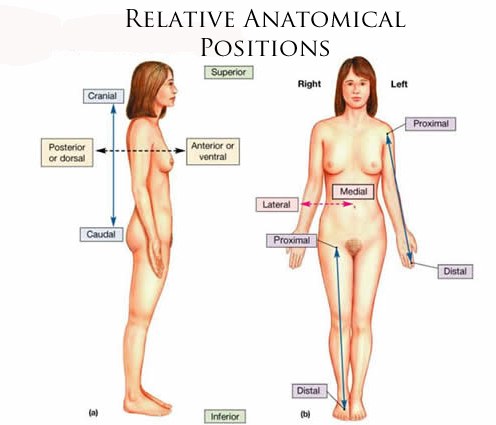 RELATIVE ANATOMICAL
POSITIONS
Superior
Right
Left
Cranial
Proximal
Posterior
or dorsal
Anterior or
ventral
Medial
Lateral
Caudal
Proximal
Distal
Distal
(a)
Inferior
(b)